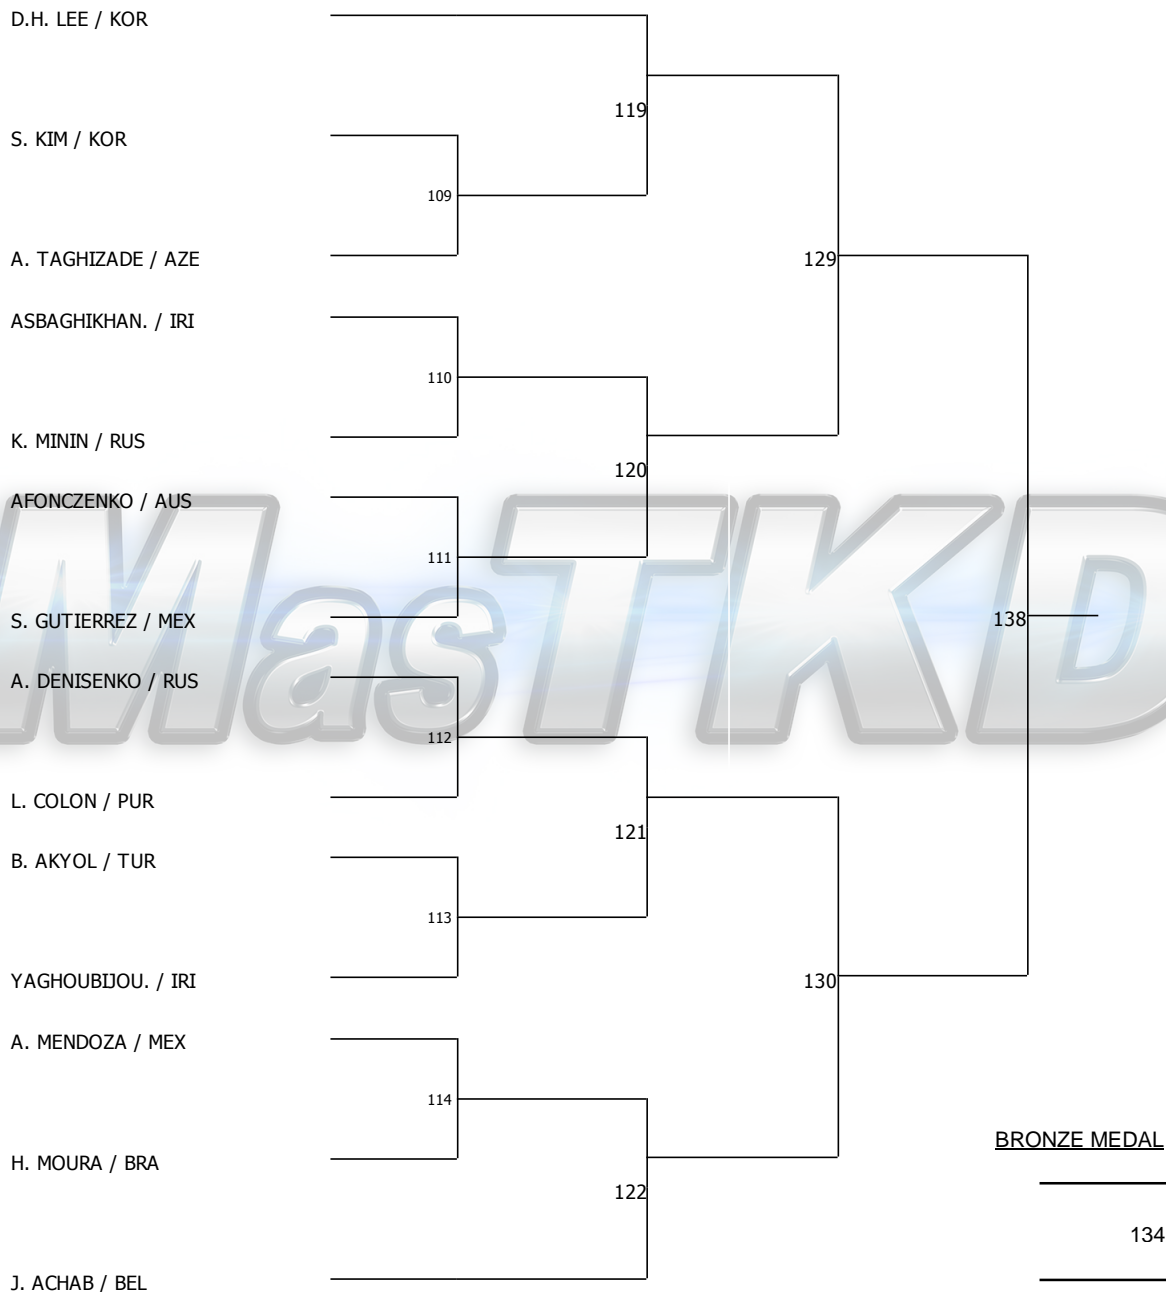 D.H. LEE / KOR
119
S. KIM / KOR
109
A. TAGHIZADE / AZE
129
ASBAGHIKHAN. / IRI
110
K. MININ / RUS
120
AFONCZENKO / AUS
111
S. GUTIERREZ / MEX
138
MasTKD
A. DENISENKO / RUS
112
L. COLON / PUR
121
B. AKYOL / TUR
113
YAGHOUBIJOU. / IRI
130
A. MENDOZA / MEX
114
BRONZE MEDAL
H. MOURA / BRA
122
134
J. ACHAB / BEL